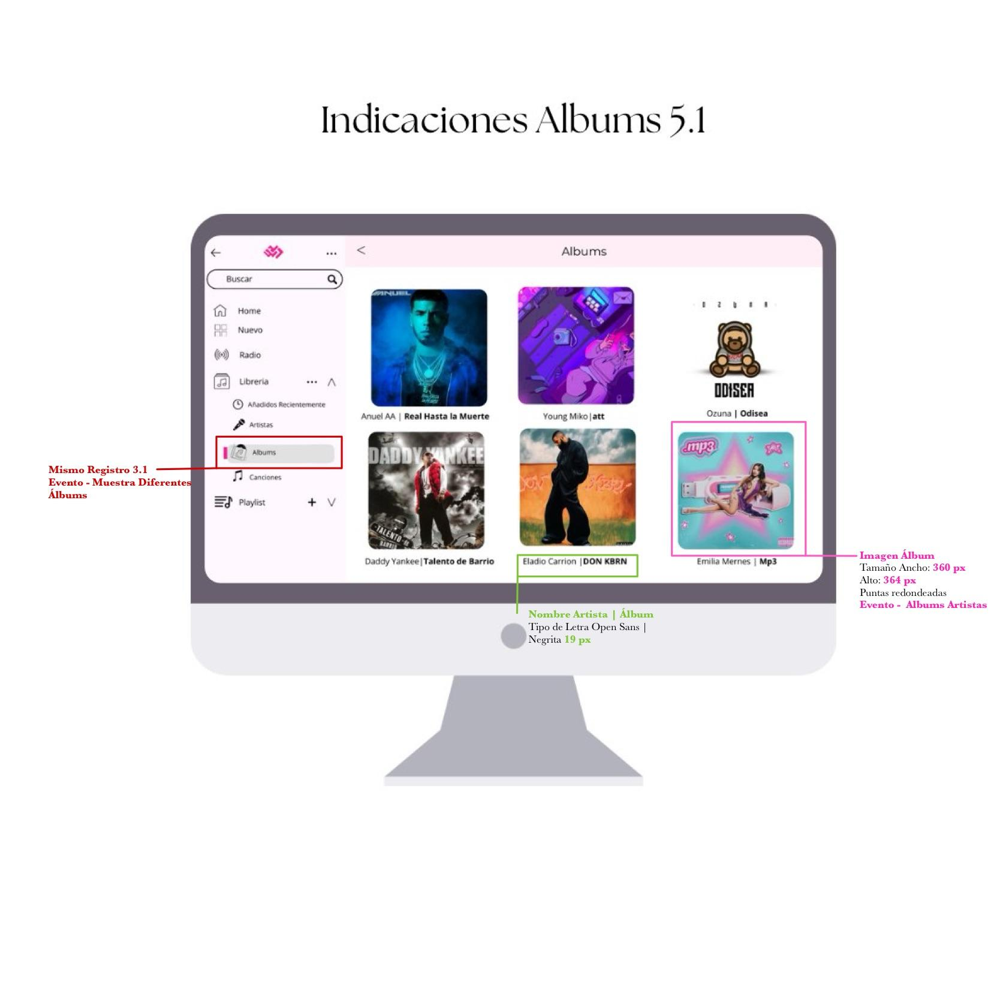 Indicaciones Albums 5.1
Buscar
Home
Nuevo
Radio
Libreria ...
Añadidos Recientemente
Artistas
Albums
Canciones
Playlist +
< Albums
ANUEL
Anuel AA | Real Hasta la Muerte
Young Miko|att
OZUNA
ODISEA
Ozuna | Odisea
DADDY YANKEE
TALENTO DE
BARRIO
Daddy Yankee|Talento de Barrio
DON
Eladio Carrion |DON KBRN
.mp3
Emilia Mernes | Mp3
Mismo Registro 3.1
Evento - Muestra Diferentes
Álbums
Nombre Artista | Álbum
Tipo de Letra Open Sans |
Negrita 19 px
Imagen Álbum
Tamaño Ancho: 360 px
Alto: 364 px
Puntas redondeadas
Evento - Albums Artistas